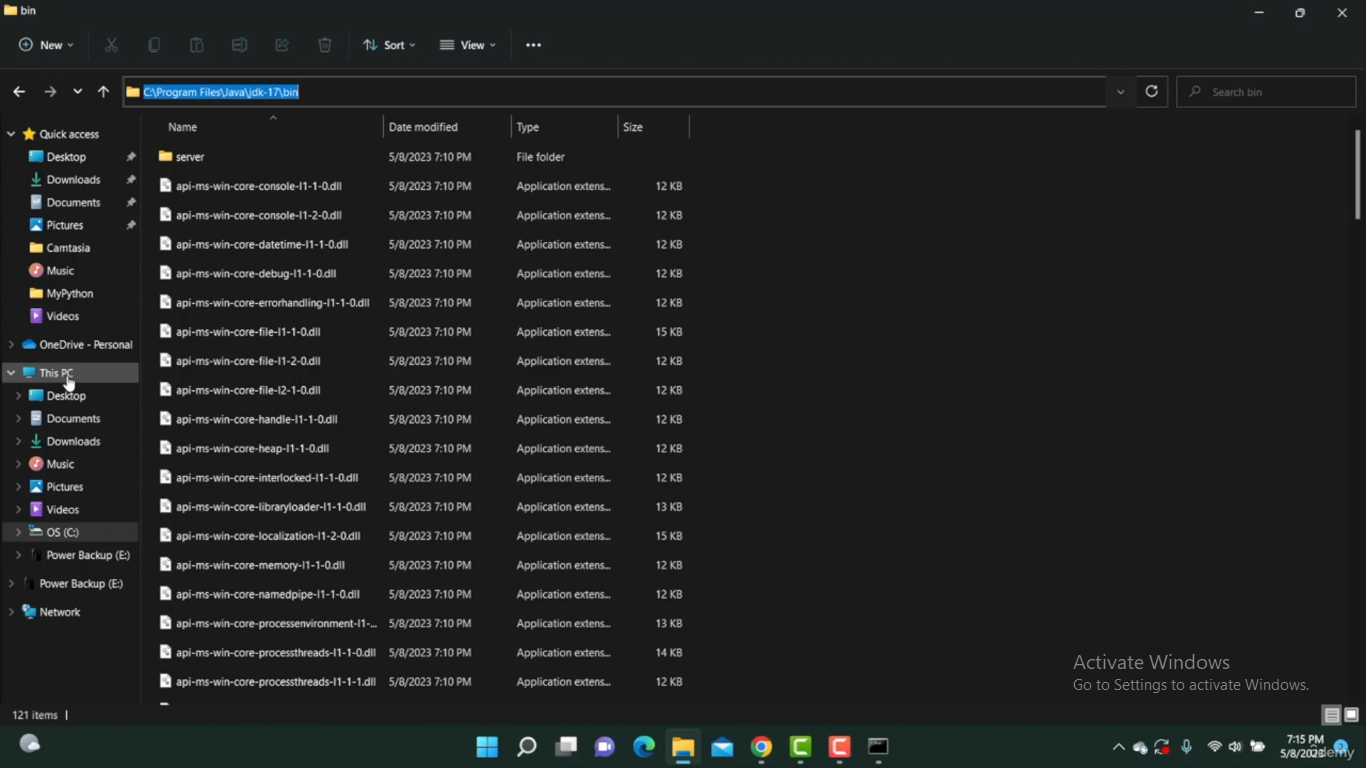 bin
New Sort View
C:\Program Files\Java\jdk-17\bin Search bin
Name Date modified Type Size
Quick access
Desktop
Downloads
Documents
Pictures
Camtasia
Music
MyPython
Videos
OneDrive - Personal
This PC
Desktop
Documents
Downloads
Music
Pictures
Videos
OS (C:)
Power Backup (E:)
Power Backup (E:)
Network
server 5/8/2023 7:10 PM File folder
api-ms-win-core-console-l1-1-0.dll 5/8/2023 7:10 PM Application extens... 12 KB
api-ms-win-core-console-l1-2-0.dll 5/8/2023 7:10 PM Application extens... 12 KB
api-ms-win-core-datetime-l1-1-0.dll 5/8/2023 7:10 PM Application extens... 12 KB
api-ms-win-core-debug-l1-1-0.dll 5/8/2023 7:10 PM Application extens... 12 KB
api-ms-win-core-errorhandling-l1-1-0.dll 5/8/2023 7:10 PM Application extens... 12 KB
api-ms-win-core-file-l1-1-0.dll 5/8/2023 7:10 PM Application extens... 15 KB
api-ms-win-core-file-l1-2-0.dll 5/8/2023 7:10 PM Application extens... 12 KB
api-ms-win-core-file-l2-1-0.dll 5/8/2023 7:10 PM Application extens... 12 KB
api-ms-win-core-handle-l1-1-0.dll 5/8/2023 7:10 PM Application extens... 12 KB
api-ms-win-core-heap-l1-1-0.dll 5/8/2023 7:10 PM Application extens... 12 KB
api-ms-win-core-interlocked-l1-1-0.dll 5/8/2023 7:10 PM Application extens... 12 KB
api-ms-win-core-libraryloader-l1-1-0.dll 5/8/2023 7:10 PM Application extens... 13 KB
api-ms-win-core-localization-l1-2-0.dll 5/8/2023 7:10 PM Application extens... 15 KB
api-ms-win-core-memory-l1-1-0.dll 5/8/2023 7:10 PM Application extens... 12 KB
api-ms-win-core-namedpipe-l1-1-0.dll 5/8/2023 7:10 PM Application extens... 12 KB
api-ms-win-core-processenvironment-l1-... 5/8/2023 7:10 PM Application extens... 13 KB
api-ms-win-core-processthreads-l1-1-0.dll 5/8/2023 7:10 PM Application extens... 14 KB
api-ms-win-core-processthreads-l1-1-1.dll 5/8/2023 7:10 PM Application extens... 12 KB
Activate Windows
Go to Settings to activate Windows.
121 items
7:15 PM
5/8/2023 2